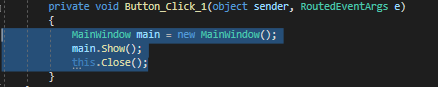 private void Button_Click_1(object sender, RoutedEventArgs e)
{
MainWindow main = new MainWindow();
main.Show();
this.Close();
}